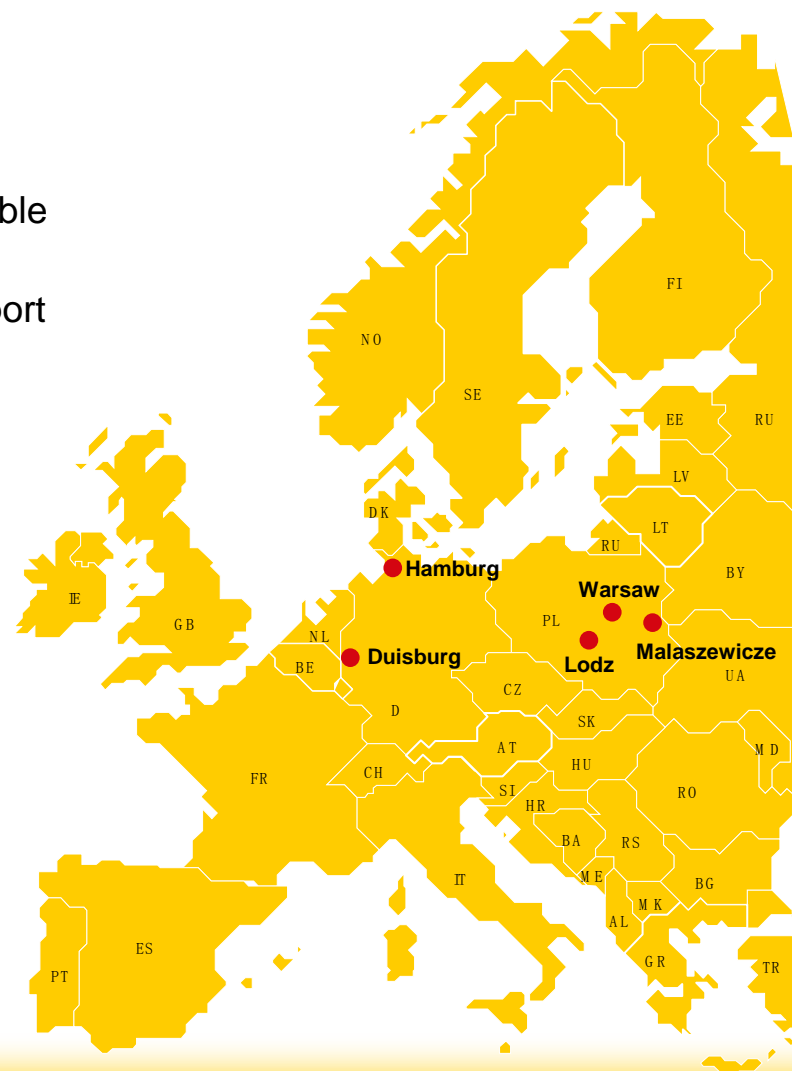 ble
ort
FI
NO
SE
EE
RU
LV
DK
LT
RU
Hamburg
BY
Warsaw
IE
GB
PL
NL
Malaszewicze
BE
Duisburg
Lodz
UA
CZ
D
SK
AT
MD
HU
CH
FR
SI
RO
HR
BA
RS
IT
ME
BG
MK
AL
ES
GR
PT
TR